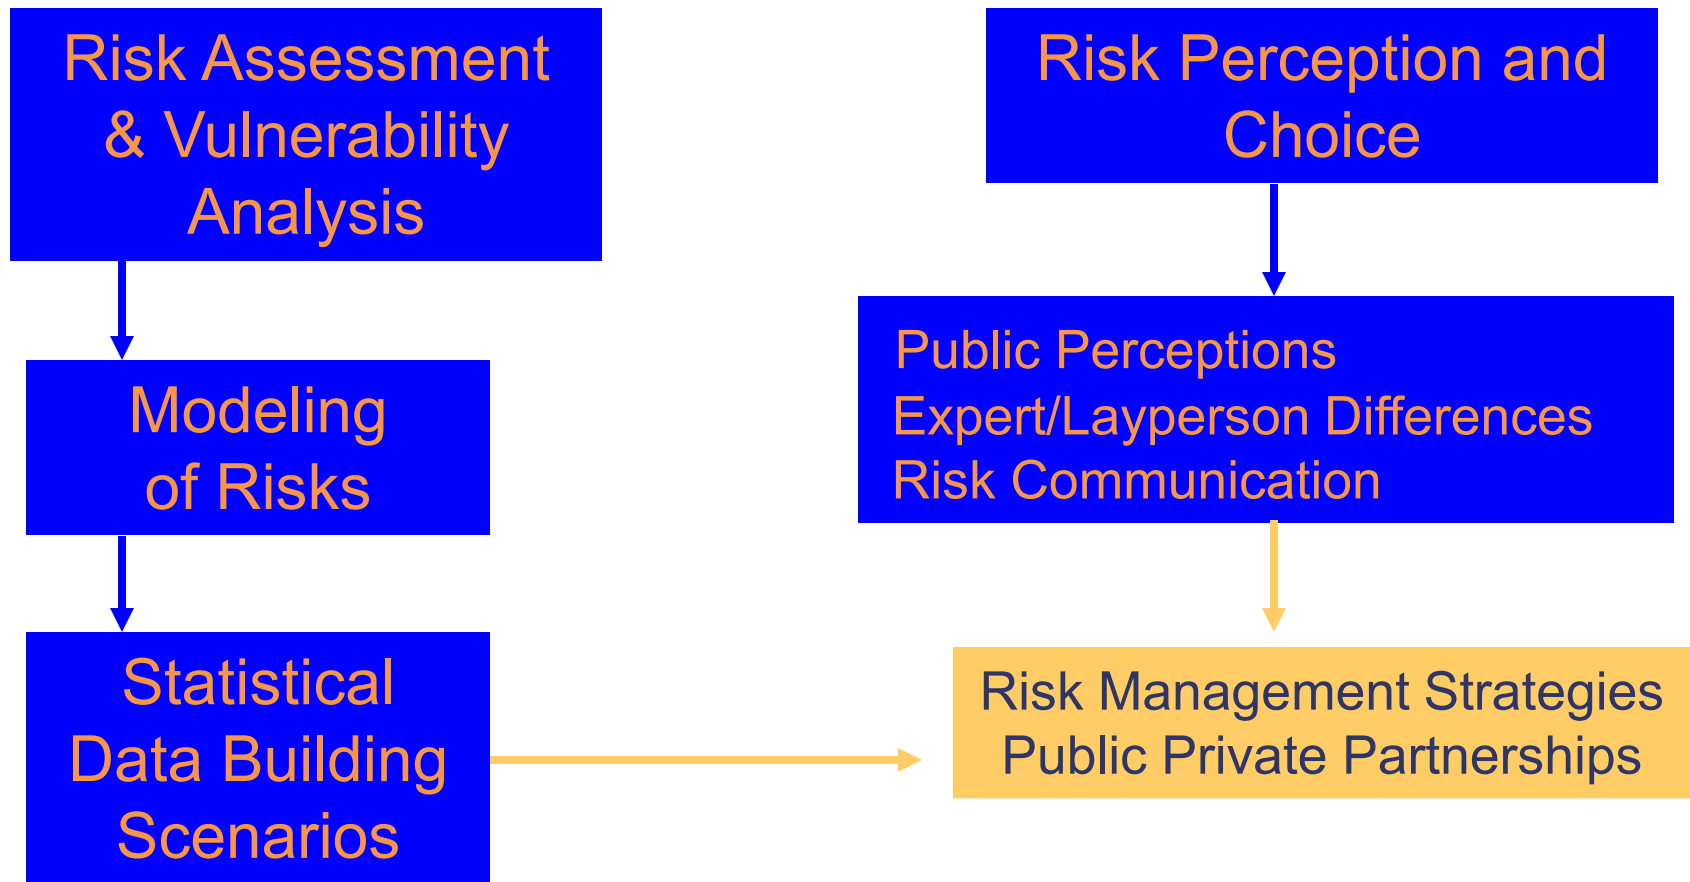 Risk Assessment
& Vulnerability
Analysis
Risk Perception and
Choice
Modeling
of Risks
Public Perceptions
Expert/Layperson Differences
Risk Communication
Statistical
Data Building
Scenarios
Risk Management Strategies
Public Private Partnerships